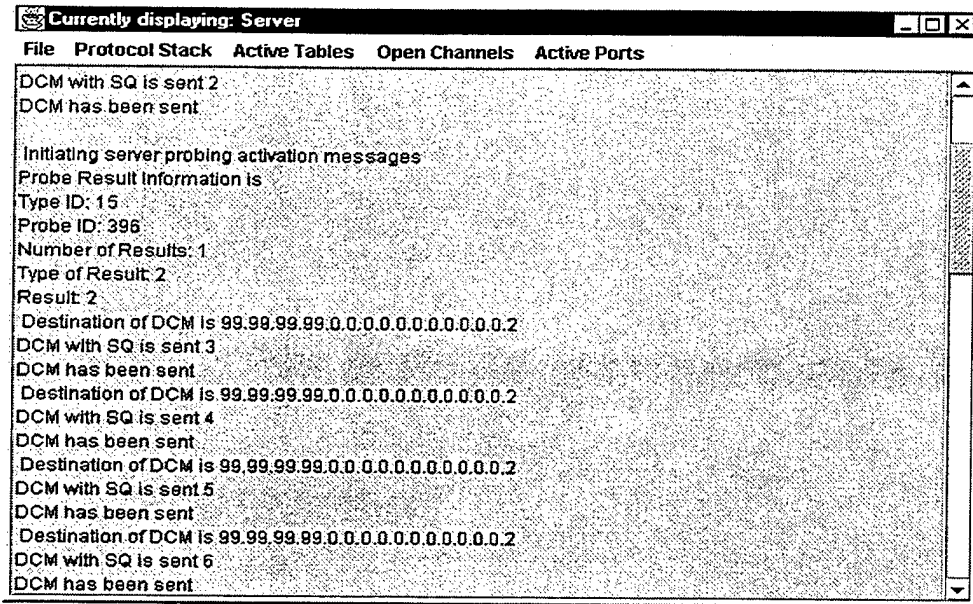 Currently displaying: Server
File Protocol Stack Active Tables Open Channels Active Ports
DCM with SQ is sent 2
DCM has been sent
Initiating server probing activation messages
Probe Result Information is
Type ID: 15
Probe ID: 396
Number of Results: 1
Type of Result: 2
Result: 2
Destination of DCM is 99.99.99.99.0.0.0.0.0.0.0.0.0.0.0.2
DCM with SQ is sent 3
DCM has been sent
Destination of DCM is 99.99.99.99.0.0.0.0.0.0.0.0.0.0.0.2
DCM with SQ is sent 4
DCM has been sent
Destination of DCM is 99.99.99.99.0.0.0.0.0.0.0.0.0.0.0.2
DCM with SQ is sent 5
DCM has been sent
Destination of DCM is 99.99.99.99.0.0.0.0.0.0.0.0.0.0.0.2
DCM with SQ is sent 6
DCM has been sent